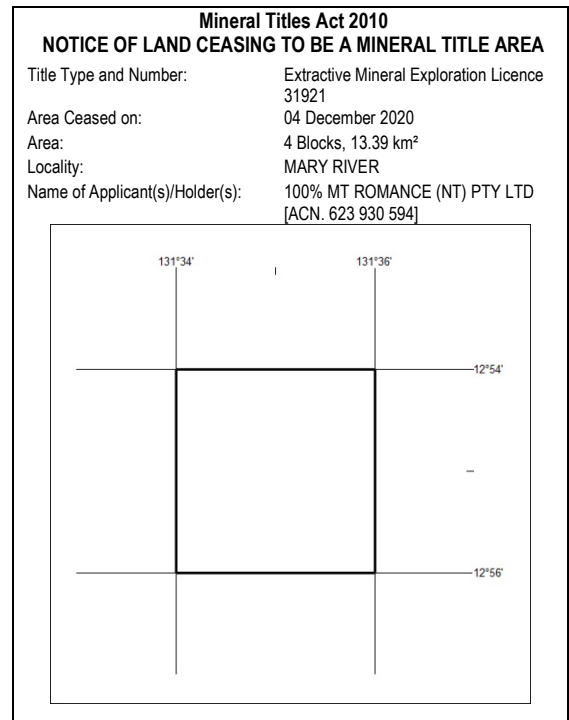 Mineral Titles Act 2010
NOTICE OF LAND CEASING TO BE A MINERAL TITLE AREA
Title Type and Number: Extractive Mineral Exploration Licence
31921
Area Ceased on: 04 December 2020
Area: 4 Blocks, 13.39 km²
Locality: MARY RIVER
Name of Applicant(s)/Holder(s): 100% MT ROMANCE (NT) PTY LTD
[ACN. 623 930 594]
131°34' 131°36'
12°54'
12°56'